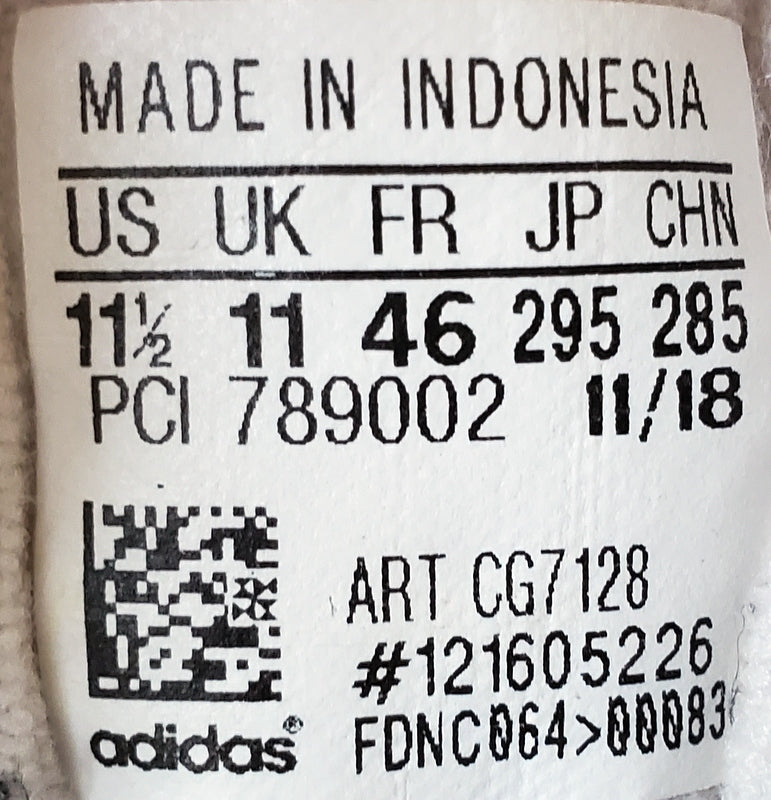 MADE IN INDONESIA
US UK FR JP CHN
11½ 11 46 295 285
PCI 789002 11/18
ART CG7128
#121605226
adidas® FDNC064>00083